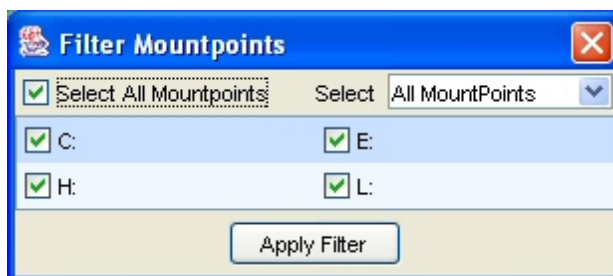 Filter Mountpoints
Select All Mountpoints Select All MountPoints
C: E:
H: L:
Apply Filter